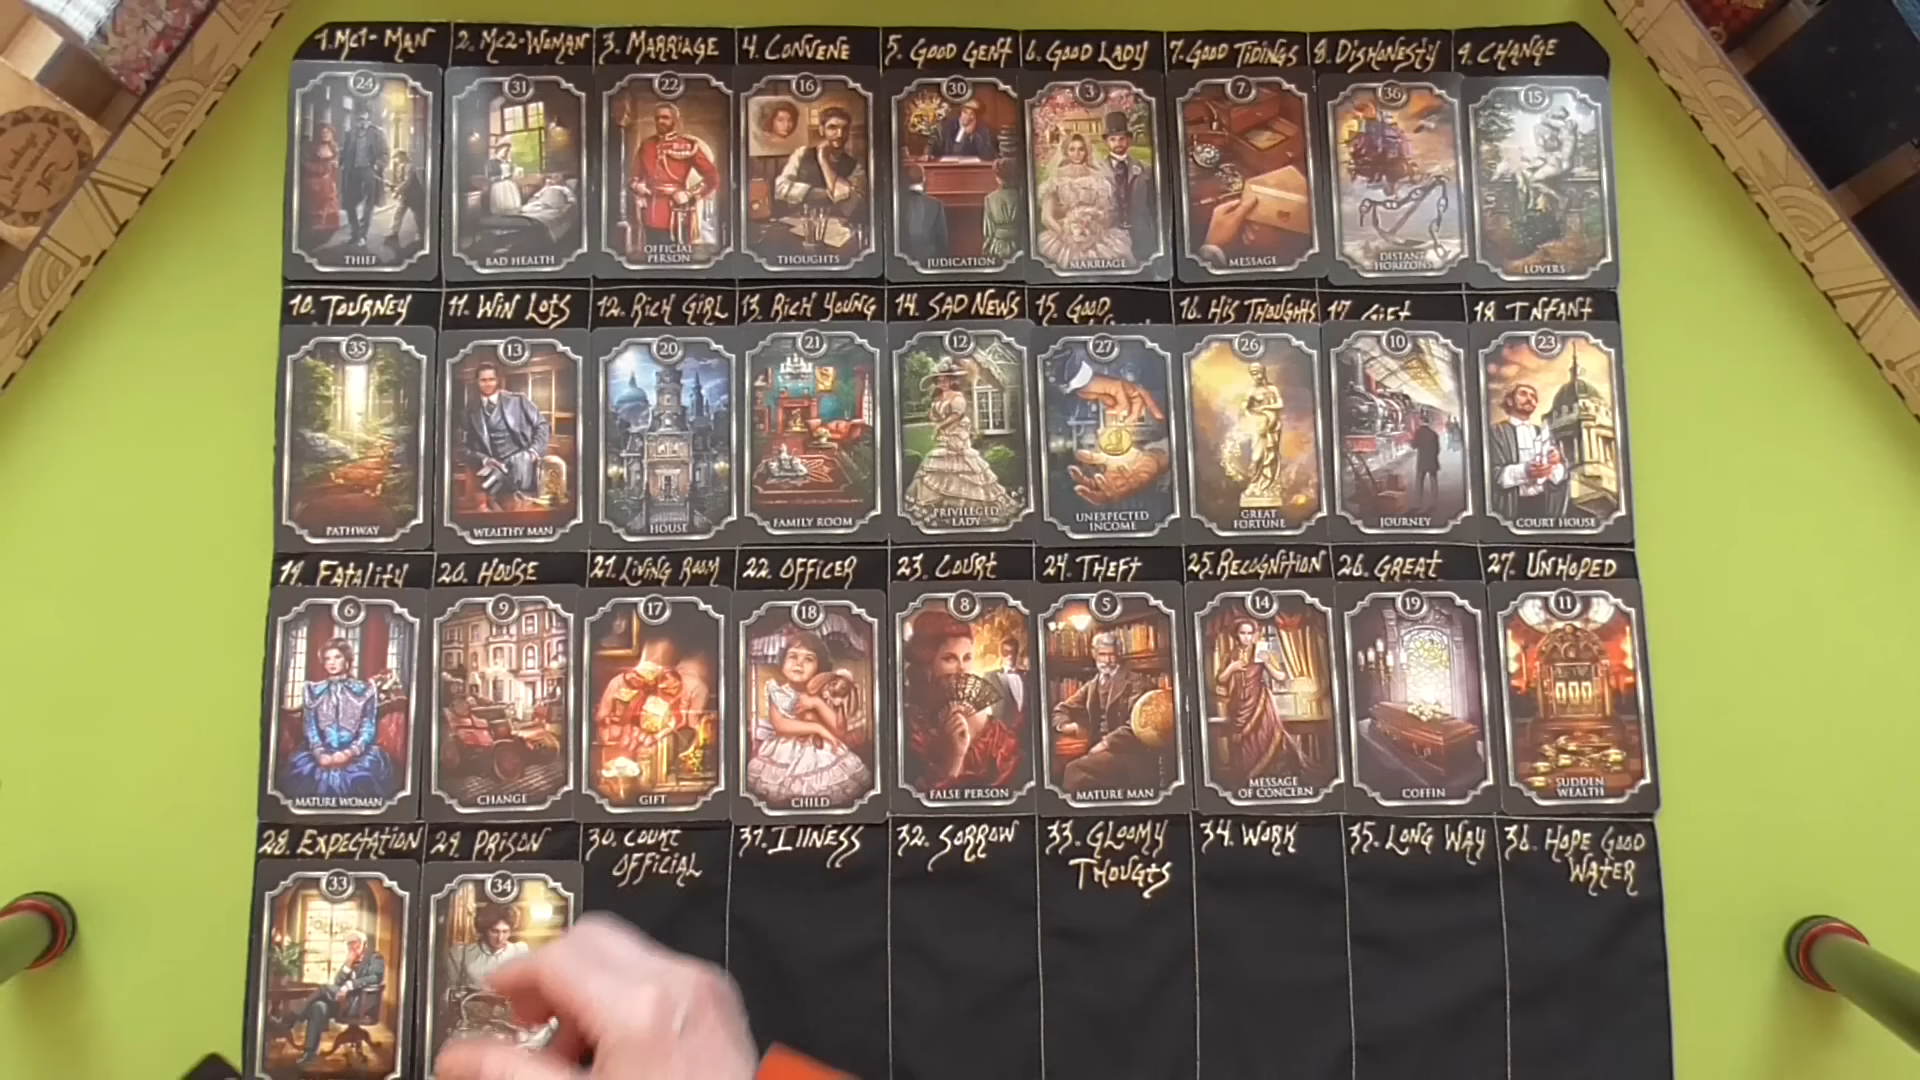 1. MC1-MAN
2. MC2-WOMAN
3. MARRIAGE
4. CONVENE
5. GOOD GENT
6. GOOD LADY
7. GOOD TIDINGS
8. DISHONESTY
9. CHANGE
24
THIEF
31
BAD HEALTH
22
OFFICIAL
PERSON
16
THOUGHTS
30
JUDICATION
3
MARRIAGE
7
MESSAGE
36
DISTANT
HORIZONS
15
LOVERS
10. JOURNEY
11. WIN LOTS
12. RICH GIRL
13. RICH YOUNG
14. SAD NEWS
15. GOOD
16. HIS THOUGHTS
17 GIFT
18 INFANT
35
PATHWAY
13
WEALTHY MAN
20
HOUSE
21
FAMILY ROOM
12
PRIVILEGED
LADY
27
UNEXPECTED
INCOME
26
GREAT
FORTUNE
10
JOURNEY
23
COURT HOUSE
19. FATALITY
20. HOUSE
21. LIVING ROOM
22. OFFICER
23. COURT
24. THEFT
25. RECOGNITION
26. GREAT
27. UNHOPED
6
MATURE WOMAN
9
CHANGE
17
GIFT
18
CHILD
8
FALSE PERSON
5
MATURE MAN
14
MESSAGE
OF CONCERN
19
COFFIN
11
SUDDEN
WEALTH
28. EXPECTATION
29. PRISON
30. COURT
OFFICIAL
31. ILLNESS
32. SORROW
33. GLOOMY
THOUGTS
34. WORK
35. LONG WAY
36. HOPE GOOD
WATER
33
34